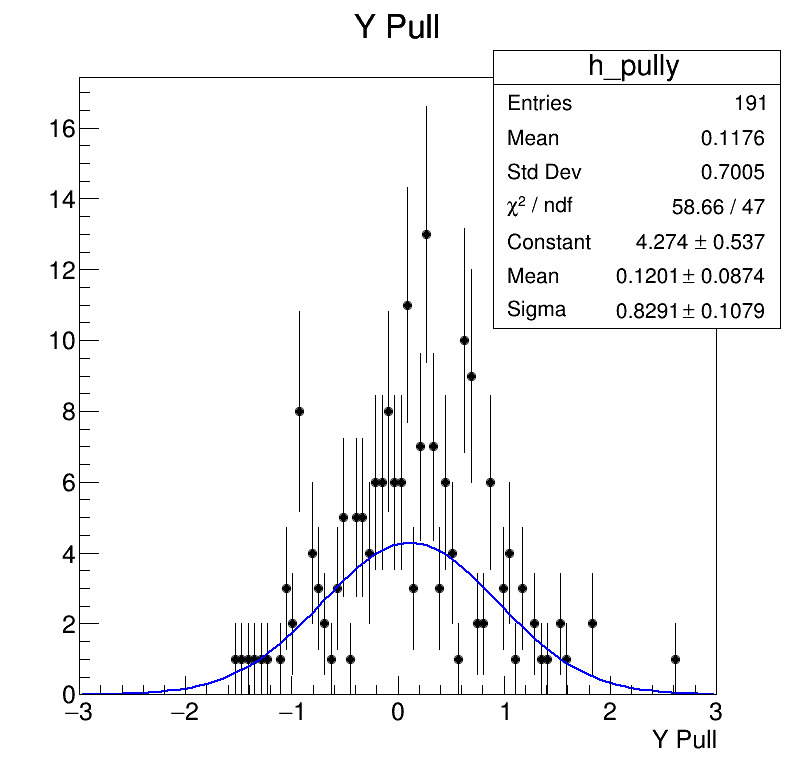 Y Pull
h_pully
Entries 191
Mean 0.1176
Std Dev 0.7005
χ² / ndf 58.66 / 47
Constant 4.274 ± 0.537
Mean 0.1201 ± 0.0874
Sigma 0.8291 ± 0.1079
16
14
12
10
8
6
4
2
0
−3 −2 −1 0 1 2 3
Y Pull